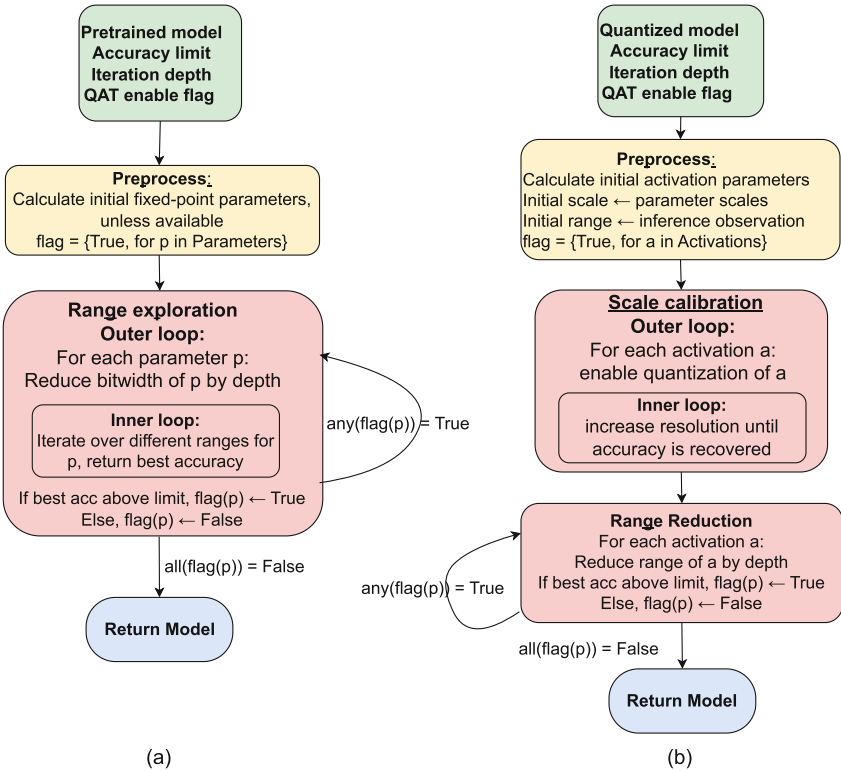 (a)
Pretrained model
Accuracy limit
Iteration depth
QAT enable flag
Preprocess:
Calculate initial fixed-point parameters,
unless available
flag = {True, for p in Parameters}
Range exploration
Outer loop:
For each parameter p:
Reduce bitwidth of p by depth
Inner loop:
Iterate over different ranges for
p, return best accuracy
If best acc above limit, flag(p) ← True
Else, flag(p) ← False
any(flag(p)) = True
all(flag(p)) = False
Return Model
(b)
Quantized model
Accuracy limit
Iteration depth
QAT enable flag
Preprocess:
Calculate initial activation parameters
Initial scale ← parameter scales
Initial range ← inference observation
flag = {True, for a in Activations}
Scale calibration
Outer loop:
For each activation a:
enable quantization of a
Inner loop:
increase resolution until
accuracy is recovered
Range Reduction
For each activation a:
Reduce range of a by depth
If best acc above limit, flag(p) ← True
Else, flag(p) ← False
any(flag(p)) = True
all(flag(p)) = False
Return Model